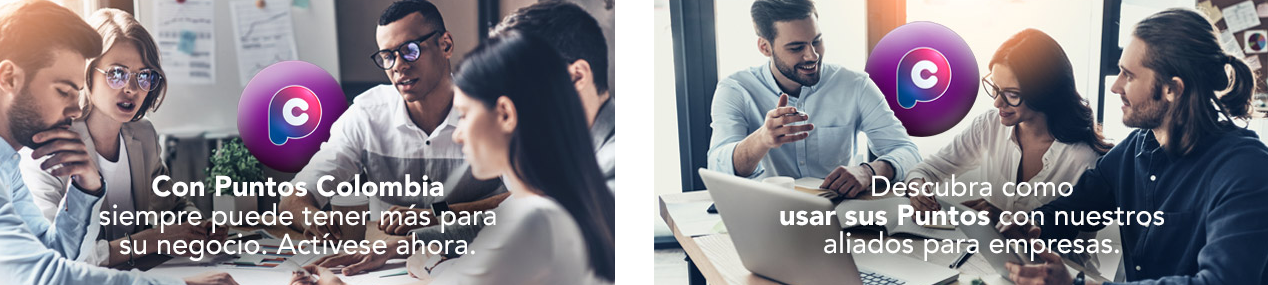 Con Puntos Colombia
siempre puede tener más para
su negocio. Actívese ahora.
Descubra como
usar sus Puntos con nuestros
aliados para empresas.